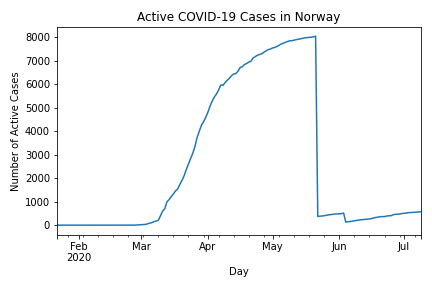 Active COVID-19 Cases in Norway
Number of Active Cases
8000
7000
6000
5000
4000
3000
2000
1000
0
Feb Mar Apr May Jun Jul
2020
Day